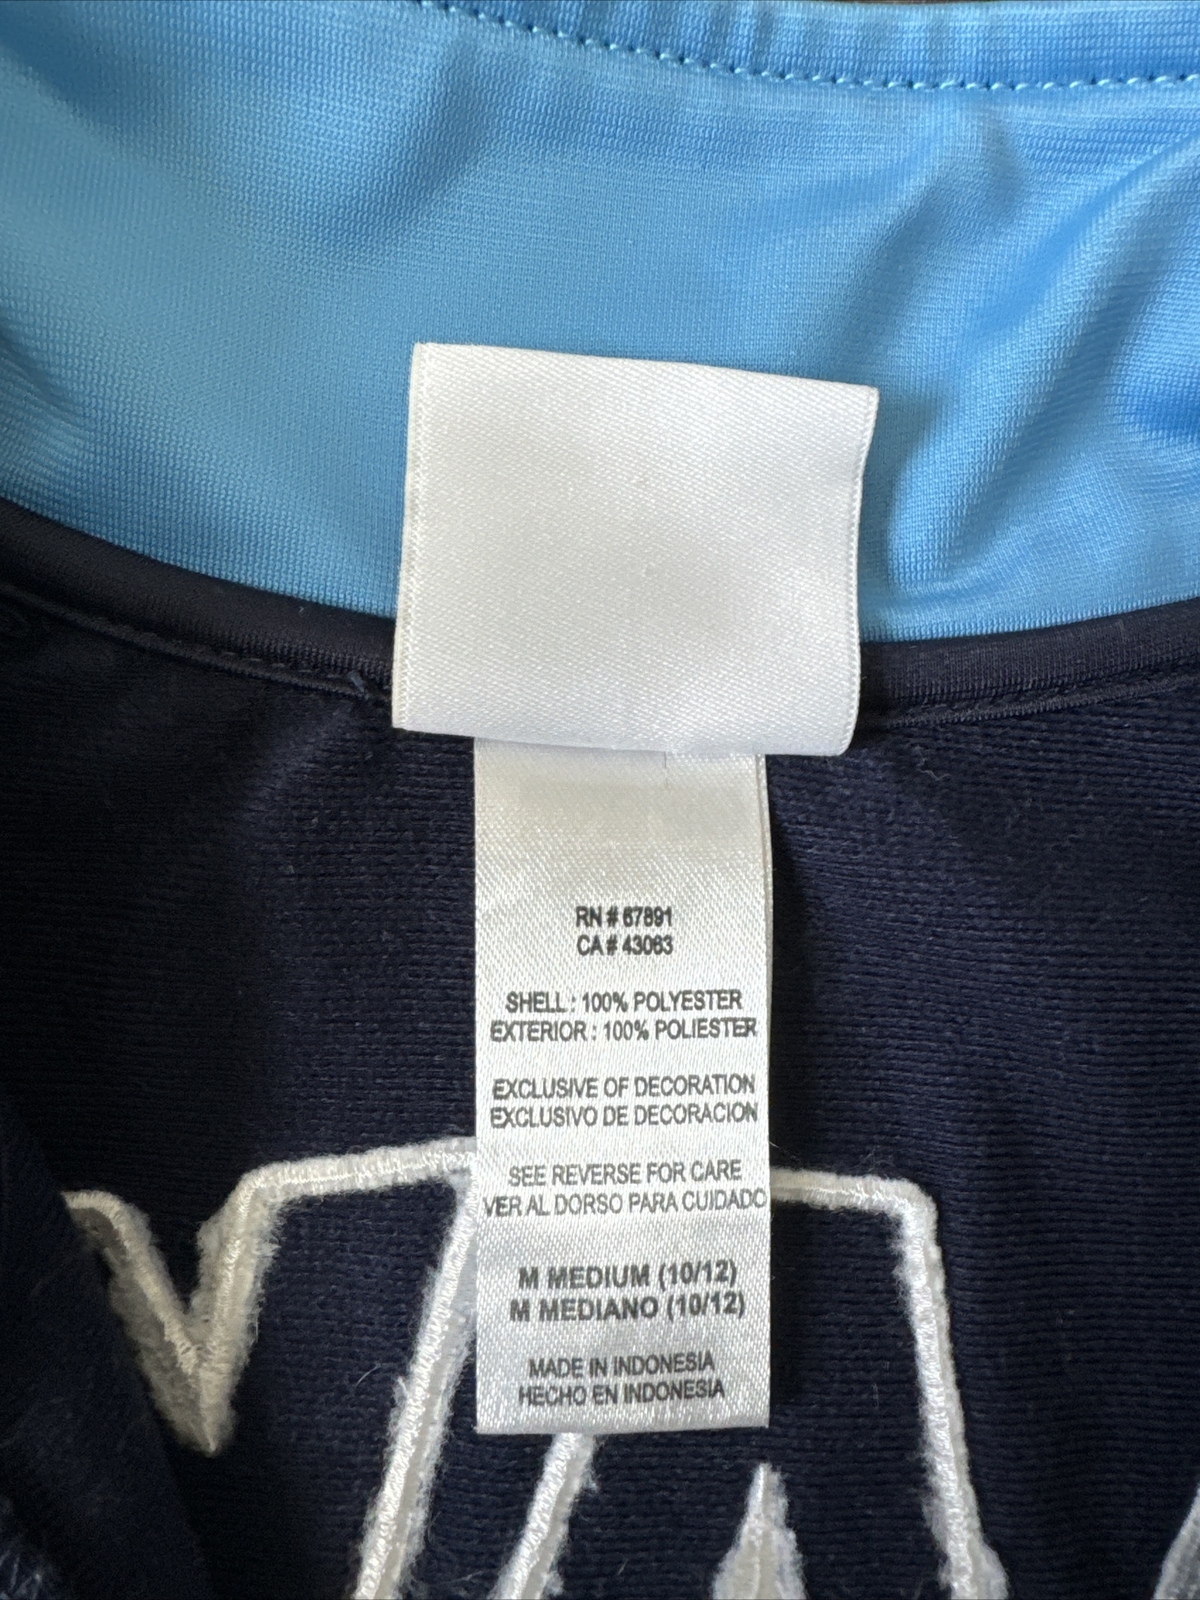 RN # 67891
CA # 43063
SHELL : 100% POLYESTER
EXTERIOR : 100% POLIESTER
EXCLUSIVE OF DECORATION
EXCLUSIVO DE DECORACION
SEE REVERSE FOR CARE
VER AL DORSO PARA CUIDADO
M MEDIUM (10/12)
M MEDIANO (10/12)
MADE IN INDONESIA
HECHO EN INDONESIA